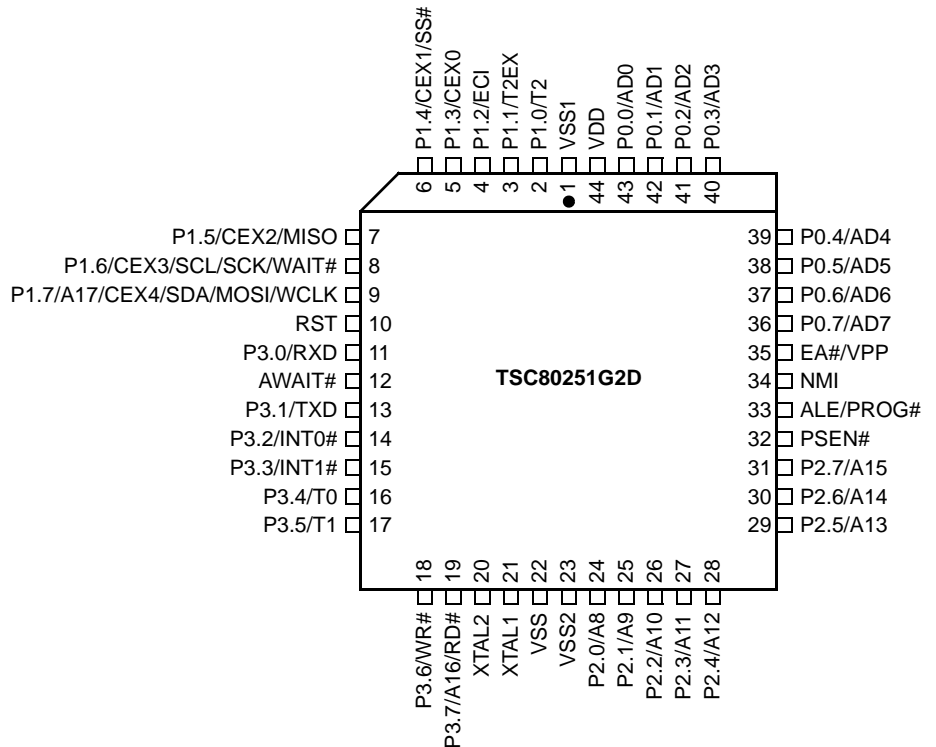 P1.4/CEX1/SS#
P1.3/CEX0
P1.2/ECI
P1.1/T2EX
P1.0/T2
VSS1
VDD
P0.0/AD0
P0.1/AD1
P0.2/AD2
P0.3/AD3
6
5
4
3
2
1
44
43
42
41
40
P1.5/CEX2/MISO 7
P1.6/CEX3/SCL/SCK/WAIT# 8
P1.7/A17/CEX4/SDA/MOSI/WCLK 9
RST 10
P3.0/RXD 11
AWAIT# 12
P3.1/TXD 13
P3.2/INT0# 14
P3.3/INT1# 15
P3.4/T0 16
P3.5/T1 17
TSC80251G2D
39 P0.4/AD4
38 P0.5/AD5
37 P0.6/AD6
36 P0.7/AD7
35 EA#/VPP
34 NMI
33 ALE/PROG#
32 PSEN#
31 P2.7/A15
30 P2.6/A14
29 P2.5/A13
18
19
20
21
22
23
24
25
26
27
28
P3.6/WR#
P3.7/A16/RD#
XTAL2
XTAL1
VSS
VSS2
P2.0/A8
P2.1/A9
P2.2/A10
P2.3/A11
P2.4/A12